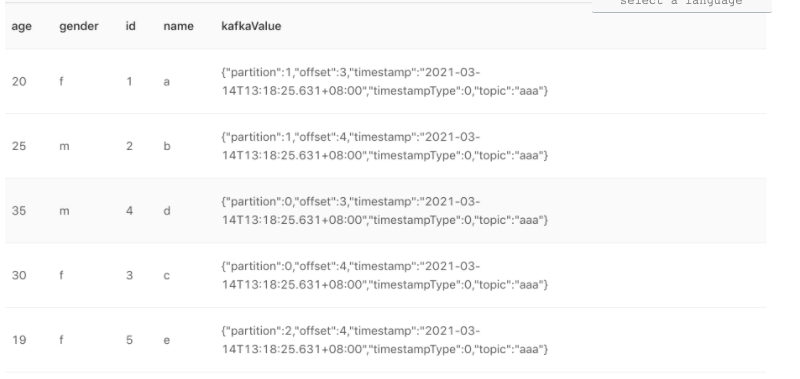 select a language
age gender id name kafkaValue
{"partition":1,"offset":3,"timestamp":"2021-03-
20 f 1 a
14T13:18:25.631+08:00","timestampType":0,"topic":"aaa"}
{"partition":1,"offset":4,"timestamp":"2021-03-
25 m 2 b
14T13:18:25.631+08:00","timestampType":0,"topic":"aaa"}
{"partition":0,"offset":3,"timestamp":"2021-03-
35 m 4 d
14T13:18:25.631+08:00","timestampType":0,"topic":"aaa"}
{"partition":0,"offset":4,"timestamp":"2021-03-
30 f 3 c
14T13:18:25.631+08:00","timestampType":0,"topic":"aaa"}
{"partition":2,"offset":4,"timestamp":"2021-03-
19 f 5 e
14T13:18:25.631+08:00","timestampType":0,"topic":"aaa"}